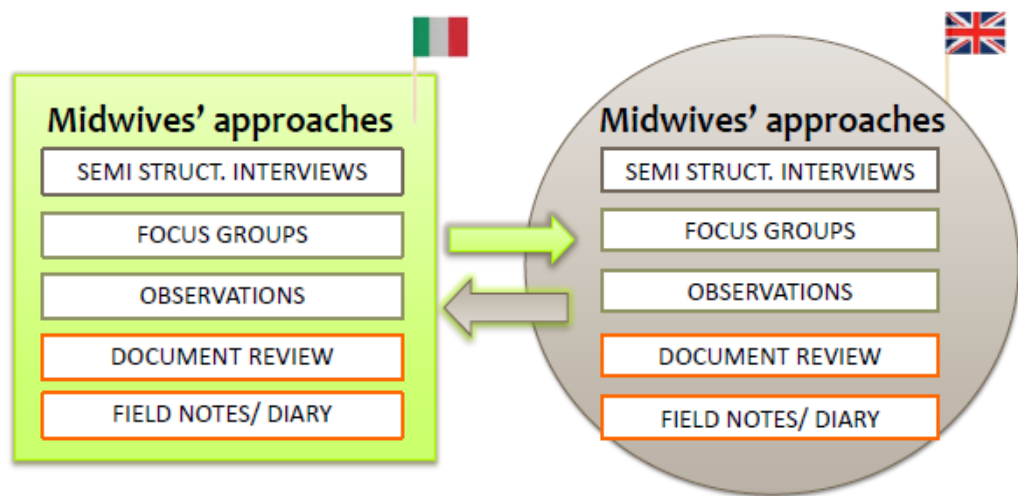 Midwives’ approaches
SEMI STRUCT. INTERVIEWS
FOCUS GROUPS
OBSERVATIONS
DOCUMENT REVIEW
FIELD NOTES/ DIARY
Midwives’ approaches
SEMI STRUCT. INTERVIEWS
FOCUS GROUPS
OBSERVATIONS
DOCUMENT REVIEW
FIELD NOTES/ DIARY